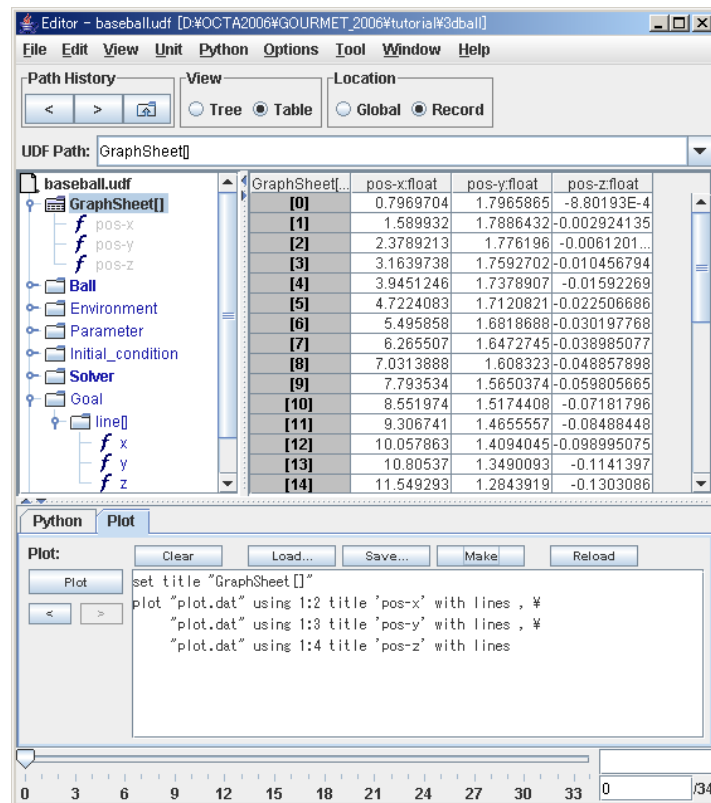 Editor - baseball.udf [D:¥OCTA2006¥GOURMET_2006¥tutorial¥3dball]
File Edit View Unit Python Options Tool Window Help
Path History View Location
< > Tree Table Global Record
UDF Path: GraphSheet[]
baseball.udf
GraphSheet[]
pos-x
pos-y
pos-z
Ball
Environment
Parameter
Initial_condition
Solver
Goal
line[]
x
y
z
GraphSheet[... pos-x:float pos-y:float pos-z:float
[0] 0.7969704 1.7965865 -8.80193E-4
[1] 1.589932 1.7886432 -0.002924135
[2] 2.3789213 1.776196 -0.0061201...
[3] 3.1639738 1.7592702 -0.010456794
[4] 3.9451246 1.7378907 -0.01592269
[5] 4.7224083 1.7120821 -0.022506686
[6] 5.495858 1.6818688 -0.030197768
[7] 6.265507 1.6472745 -0.038985077
[8] 7.0313888 1.608323 -0.048857898
[9] 7.793534 1.5650374 -0.059805665
[10] 8.551974 1.5174408 -0.07181796
[11] 9.306741 1.4655557 -0.08488448
[12] 10.057863 1.4094045 -0.098995075
[13] 10.80537 1.3490093 -0.1141397
[14] 11.549293 1.2843919 -0.1303086
Python Plot
Plot: Clear Load... Save... Make Reload
Plot
< >
set title "GraphSheet[]"
plot "plot.dat" using 1:2 title 'pos-x' with lines , ¥
"plot.dat" using 1:3 title 'pos-y' with lines , ¥
"plot.dat" using 1:4 title 'pos-z' with lines
0 3 6 9 12 15 18 21 24 27 30 33 0 /34